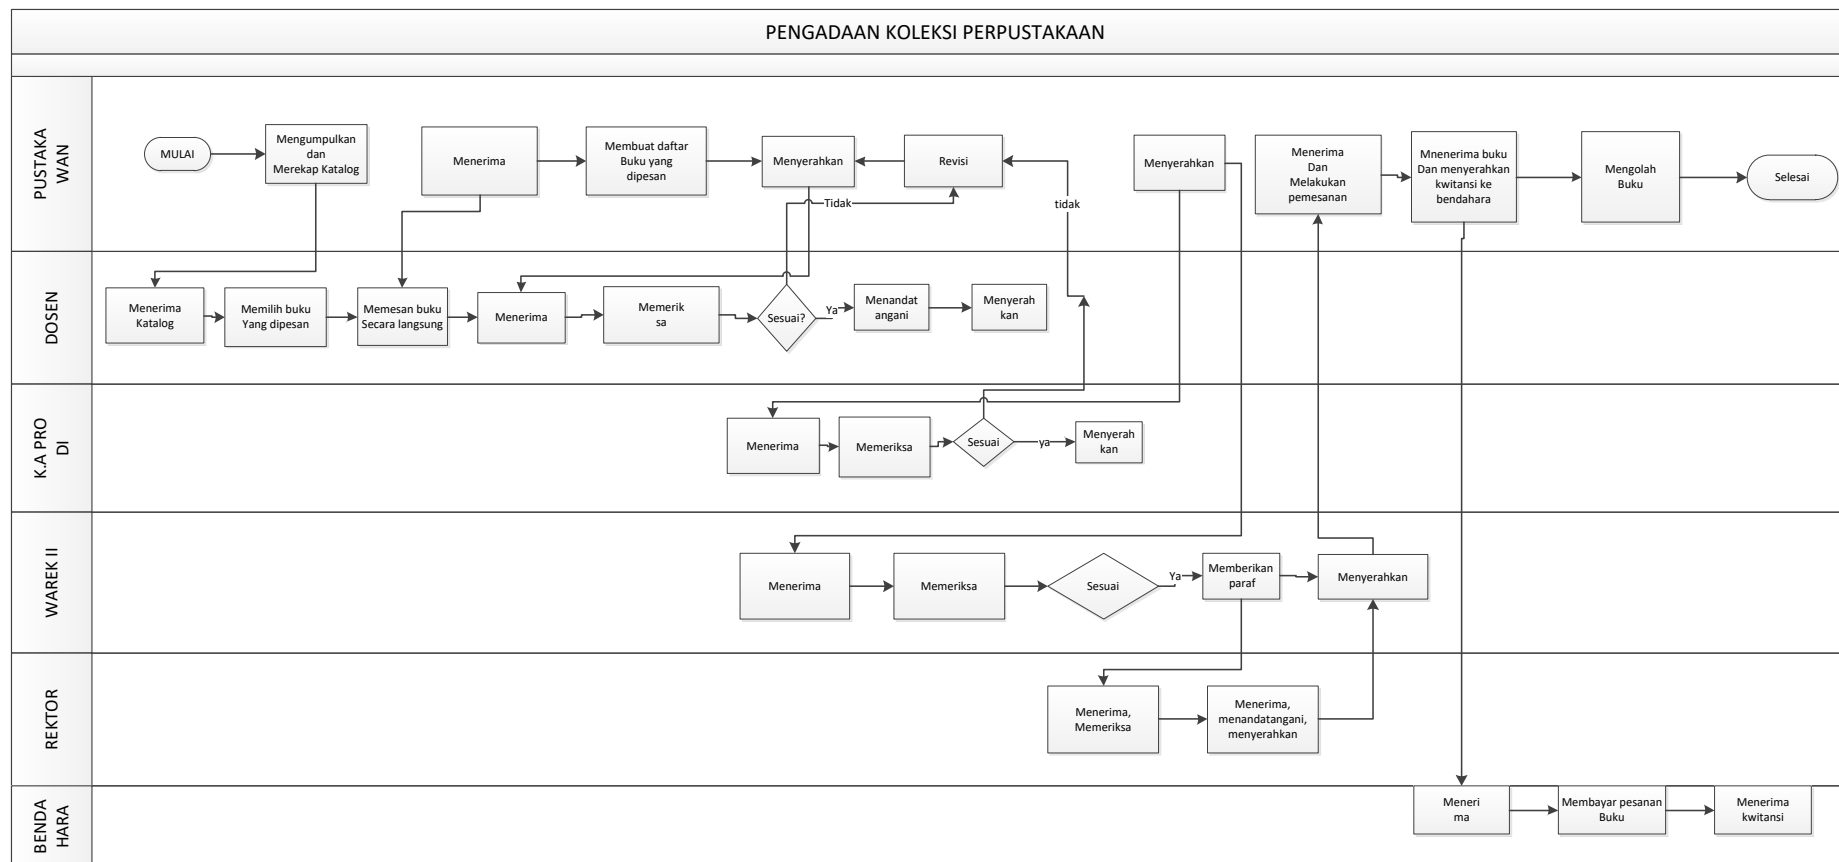 PENGADAAN KOLEKSI PERPUSTAKAAN
PUSTAKA
WAN
MULAI
Mengumpulkan
dan
Merekap Katalog
Menerima
Membuat daftar
Buku yang
dipesan
Menyerahkan
Revisi
Menyerahkan
Menerima
Dan
Melakukan
pemesanan
Mnenerima buku
Dan menyerahkan
kwitansi ke
bendahara
Mengolah
Buku
Selesai
Tidak
tidak
DOSEN
Menerima
Katalog
Memilih buku
Yang dipesan
Memesan buku
Secara langsung
Menerima
Memerik
sa
Sesuai?
Ya
Menandat
angani
Menyerah
kan
K.A PRO
DI
Menerima
Memeriksa
Sesuai
ya
Menyerah
kan
WAREK II
Menerima
Memeriksa
Sesuai
Ya
Memberikan
paraf
Menyerahkan
REKTOR
Menerima,
Memeriksa
Menerima,
menandatangani,
menyerahkan
BENDA
HARA
Meneri
ma
Membayar pesanan
Buku
Menerima
kwitansi